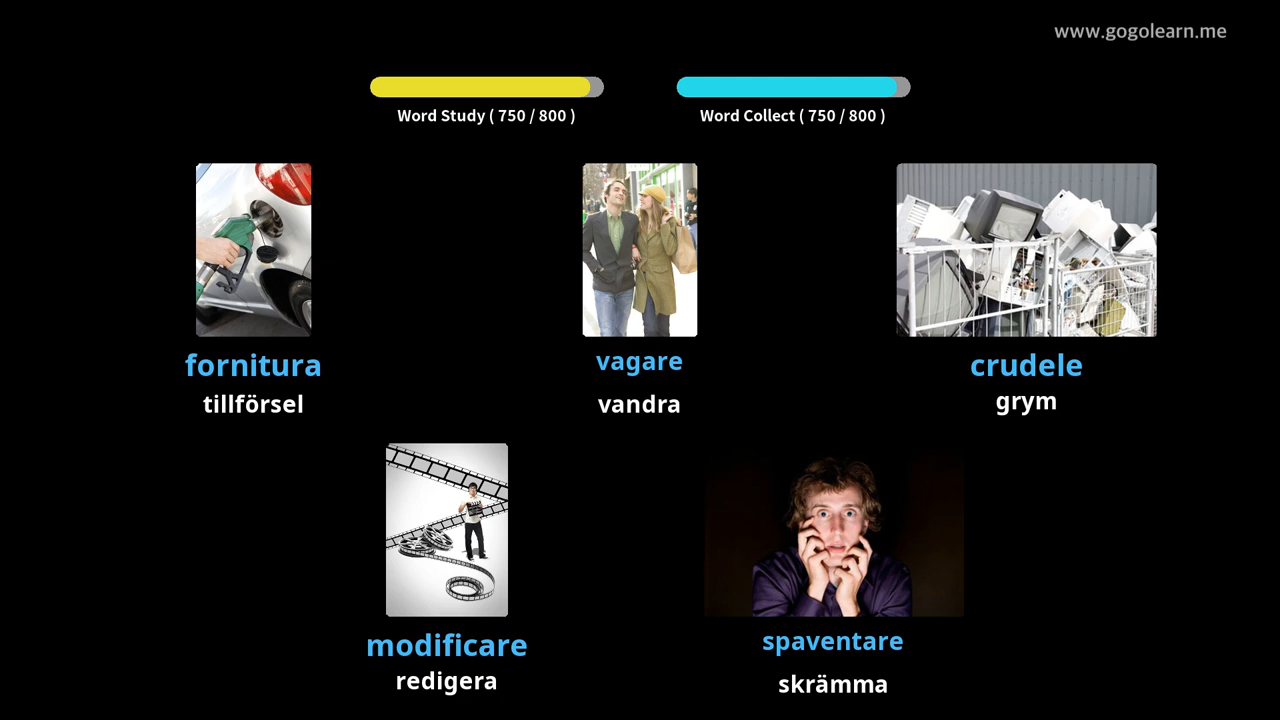 www.gogolearn.me
Word Study ( 750 / 800 )
Word Collect ( 750 / 800 )
fornitura
tillförsel
vagare
vandra
crudele
grym
modificare
redigera
spaventare
skrämma